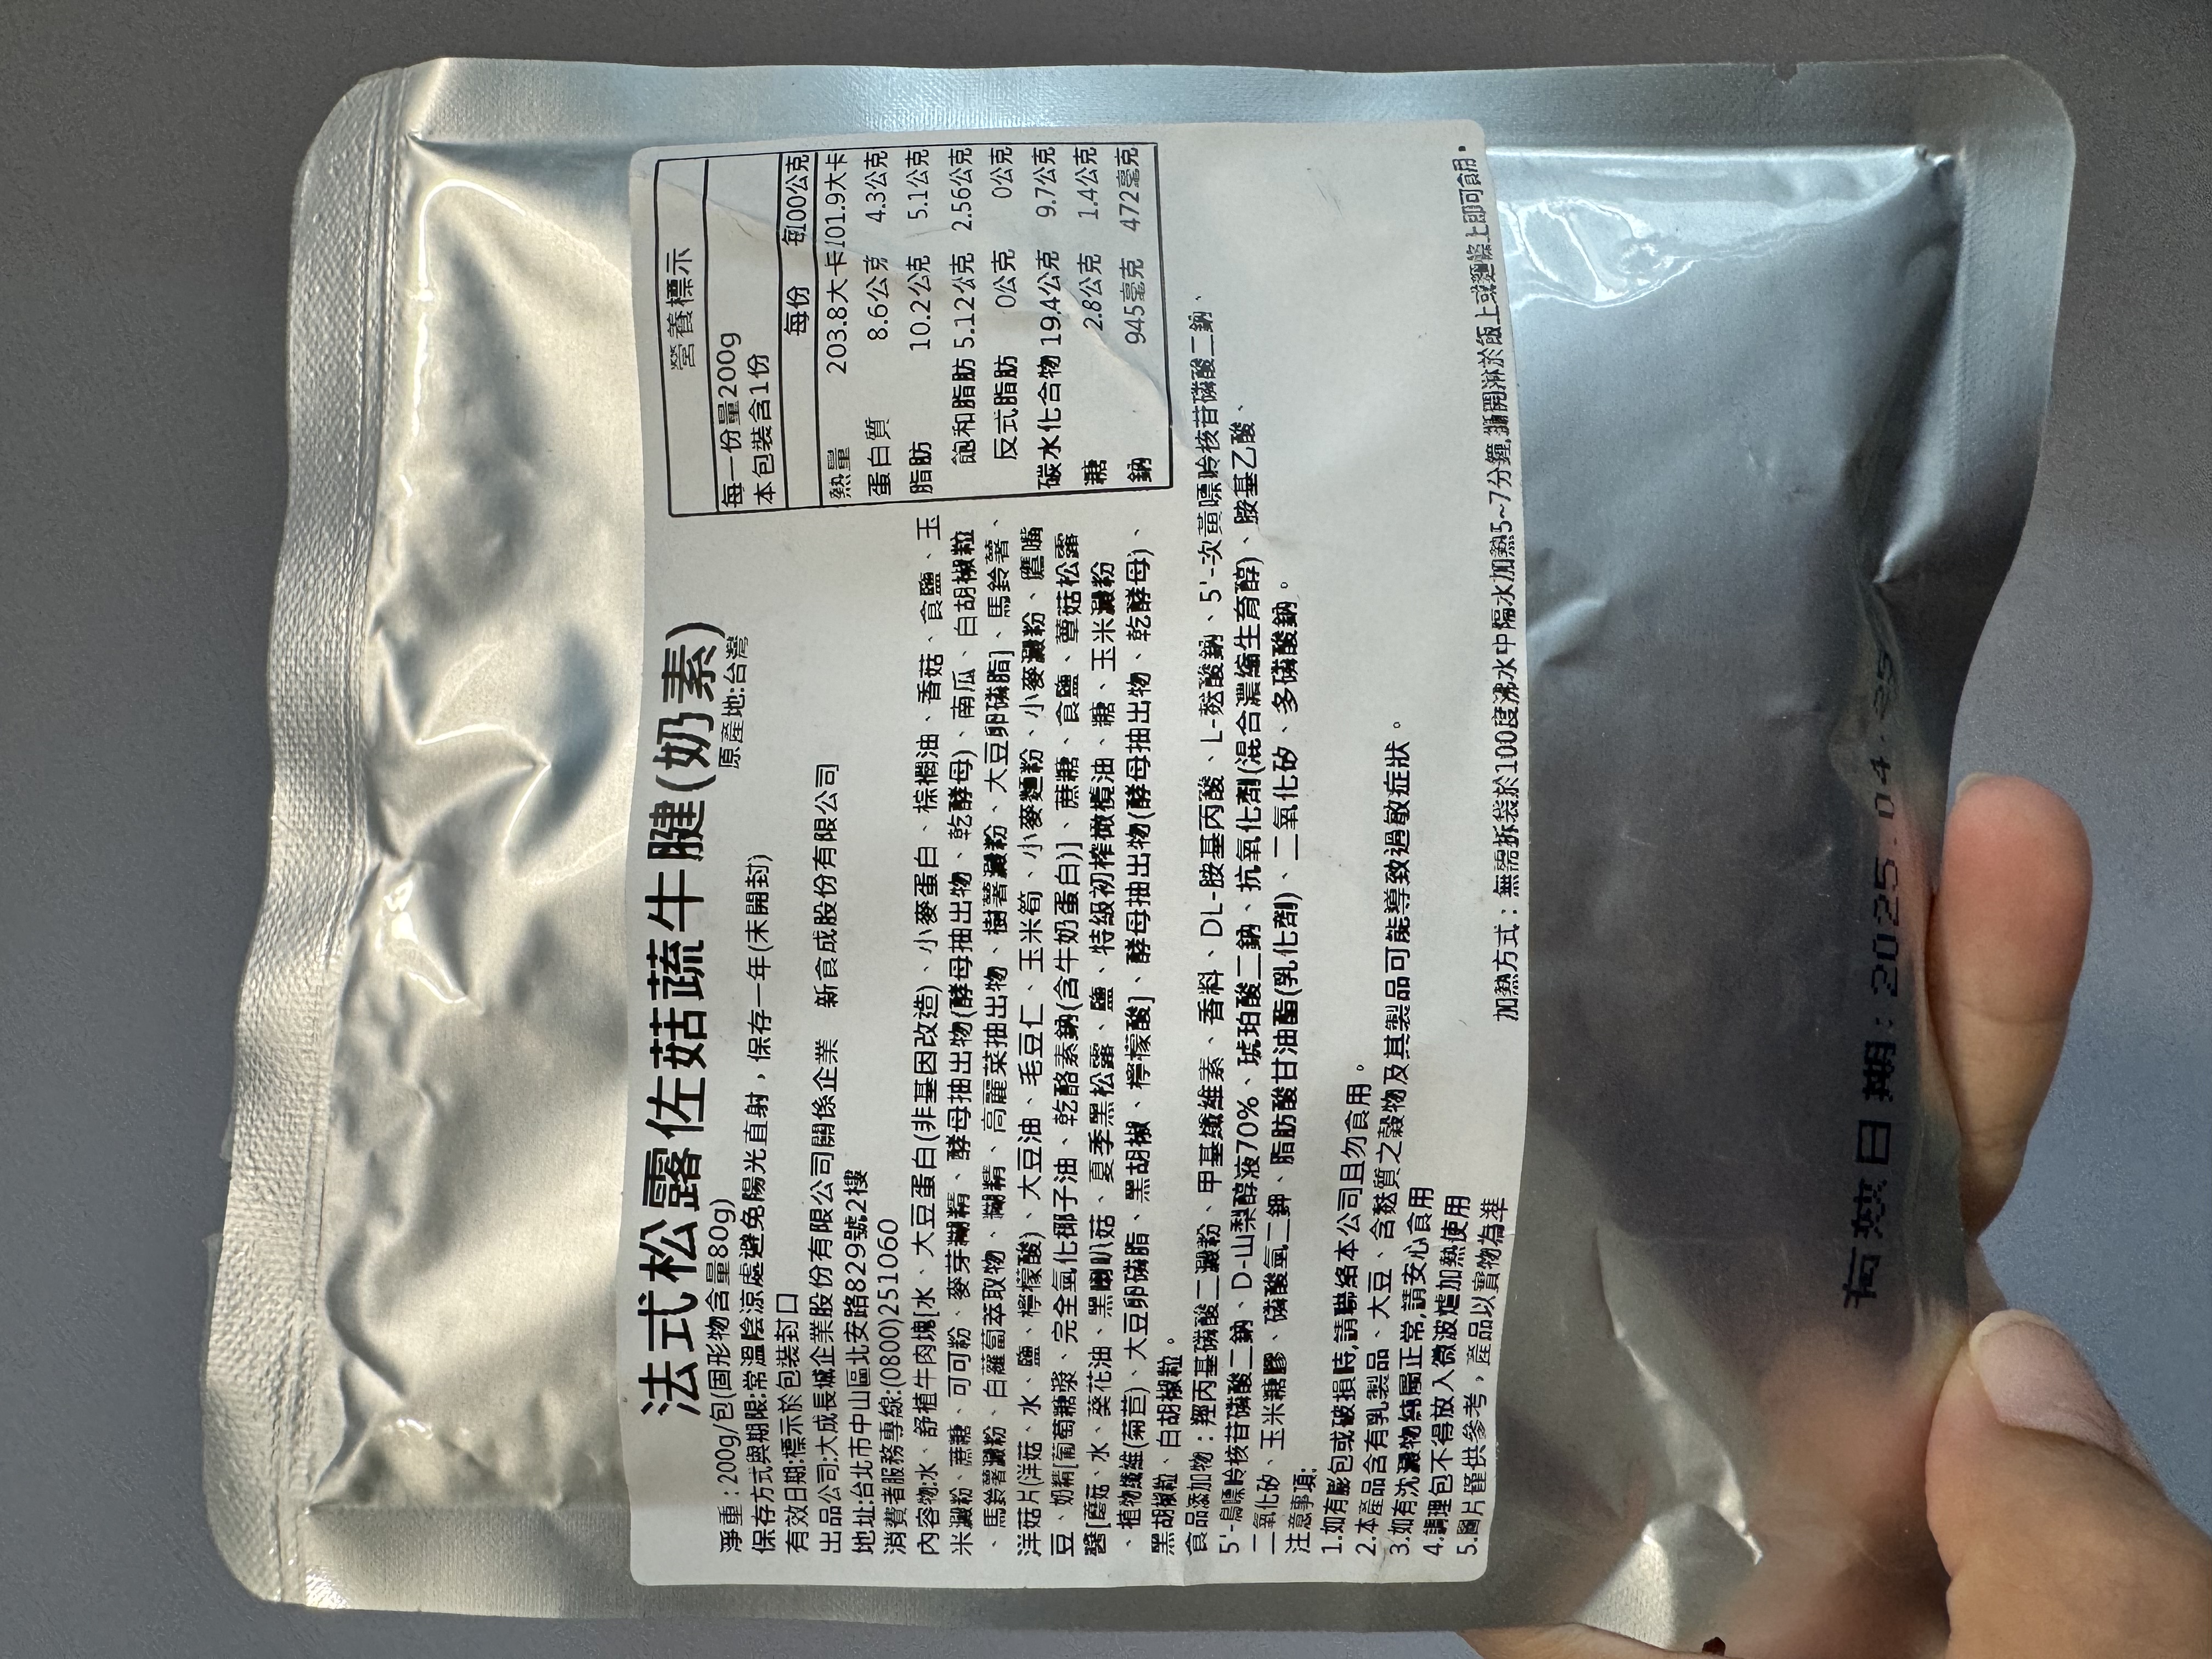 法式松露佐菇蔬牛腱(奶素)
淨重：200g/包(固形物含量80g)
原產地:台灣
保存方式與期限:常溫陰涼處避免陽光直射，保存一年(未開封)
有效日期:標示於包裝封口
出品公司:大成長城企業股份有限公司關係企業 新食成股份有限公司
地址:台北市中山區北安路829號2樓
消費者服務專線:(0800)251060
內容物:水、舒植牛肉塊[水、大豆蛋白(非基因改造)、小麥蛋白、棕櫚油、香菇、食鹽、玉
米澱粉、蔗糖、可可粉、麥芽糊精、酵母抽出物(酵母抽出物、乾酵母)、南瓜、白胡椒粒
、馬鈴薯澱粉、白蘿蔔萃取物、糊精、高麗菜抽出物、樹薯澱粉、大豆卵磷脂]、馬鈴薯、
洋菇片(洋菇、水、鹽、檸檬酸)、大豆油、毛豆仁、玉米筍、小麥麵粉、小麥澱粉、鷹嘴
豆、奶精[葡萄糖漿、完全氫化椰子油、乾酪素鈉(含牛奶蛋白)]、蔗糖、食鹽、蕈菇松露
醬[蘑菇、水、葵花油、黑喇叭菇、夏季黑松露、鹽、特級初榨橄欖油、糖、玉米澱粉
、植物纖維(菊苣)、大豆卵磷脂、黑胡椒、檸檬酸]、酵母抽出物(酵母抽出物、乾酵母)、
黑胡椒粒、白胡椒粒。
食品添加物：羥丙基磷酸二澱粉、甲基纖維素、香料、DL-胺基丙酸、L-麩酸鈉、5'-次黃嘌呤核苷磷酸二鈉、
5'-鳥嘌呤核苷磷酸二鈉、D-山梨醇液70%、琥珀酸二鈉、抗氧化劑(混合濃縮生育醇)、胺基乙酸、
二氧化矽、玉米糖膠、磷酸氫二鉀、脂肪酸甘油酯(乳化劑)、二氧化矽、多磷酸鈉。
注意事項:
1.如有膨包或破損時,請聯絡本公司且勿食用。
2.本產品含有乳製品、大豆、含麩質之穀物及其製品可能導致過敏症狀。
3.如有沈澱物純屬正常,請安心食用
4.調理包不得放入微波爐加熱使用
5.圖片僅供參考，產品以實物為準
加熱方式：無需拆袋於100度沸水中隔水加熱5~7分鐘,撕開淋於飯上或麵條上即可食用.
營養標示
每一份量200g
本包裝含1份
每份 每100公克
熱量 203.8大卡 101.9大卡
蛋白質 8.6公克 4.3公克
脂肪 10.2公克 5.1公克
飽和脂肪 5.12公克 2.56公克
反式脂肪 0公克 0公克
碳水化合物 19.4公克 9.7公克
糖 2.8公克 1.4公克
鈉 945毫克 472毫克
有效日期：2025.04.